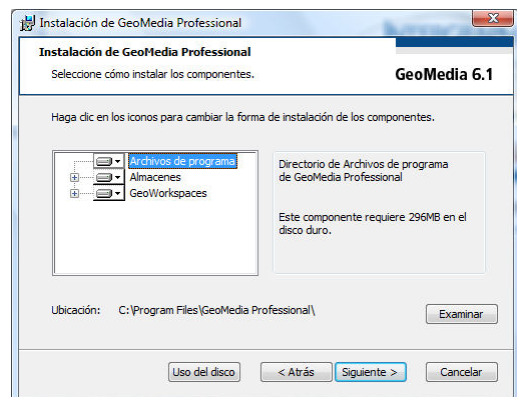 Instalación de GeoMedia Professional
Instalación de GeoMedia Professional
Seleccione cómo instalar los componentes.
GeoMedia 6.1
Haga clic en los iconos para cambiar la forma de instalación de los componentes.
Archivos de programa
Almacenes
GeoWorkspaces
Directorio de Archivos de programa
de GeoMedia Professional
Este componente requiere 296MB en el
disco duro.
Ubicación: C:\Program Files\GeoMedia Professional\
Examinar
Uso del disco
< Atrás
Siguiente >
Cancelar